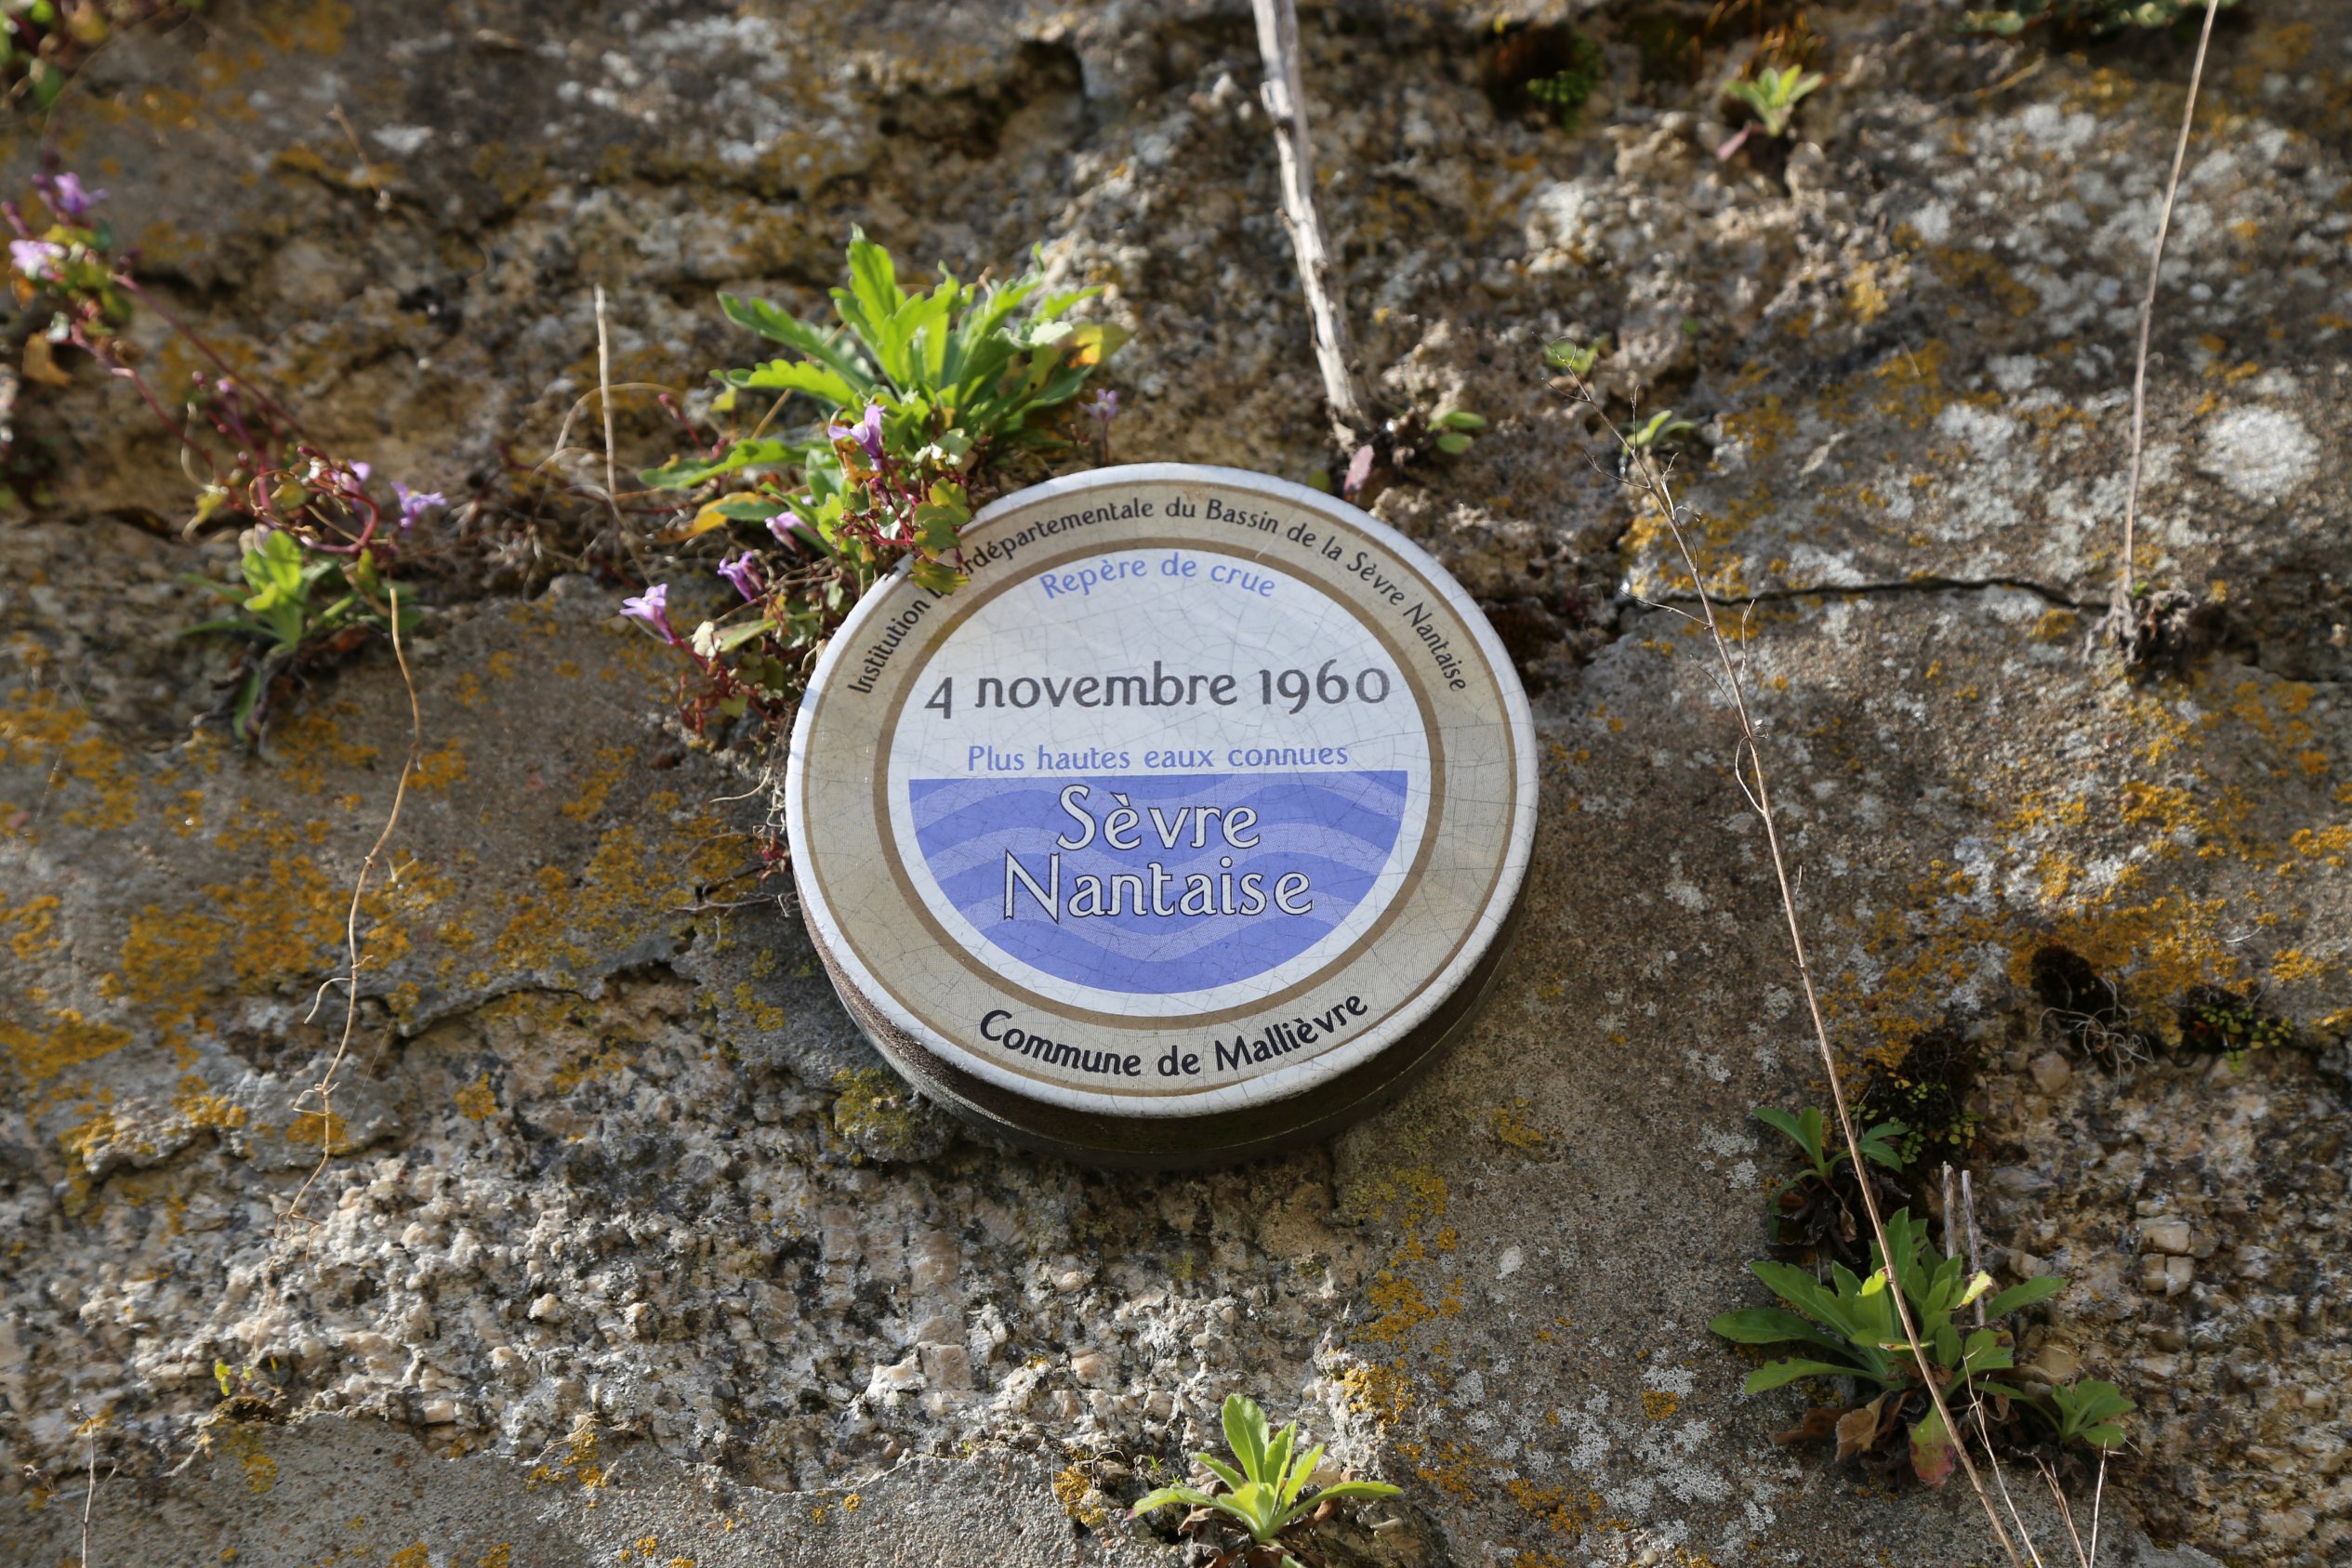 Institution rdépartementale du Bassin de la Sèvre Nantaise
Repère de crue
4 novembre 1960
Plus hautes eaux connues
Sèvre
Nantaise
Commune de Mallièvre